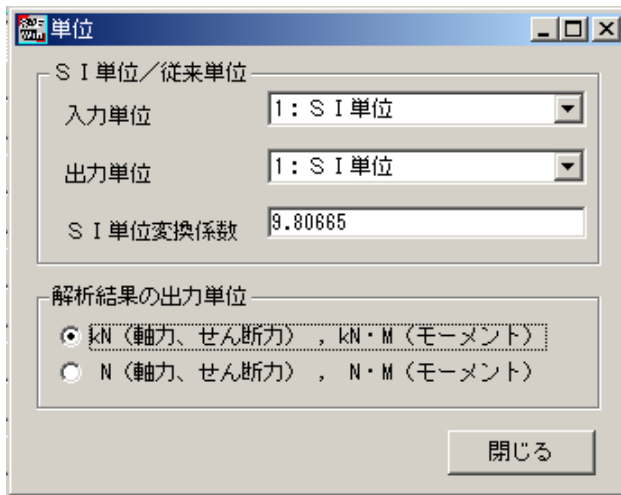 単位
ＳＩ単位／従来単位
入力単位
1：ＳＩ単位
出力単位
1：ＳＩ単位
ＳＩ単位変換係数
9.80665
解析結果の出力単位
kN（軸力、せん断力），kN・M（モーメント）
N（軸力、せん断力）， N・M（モーメント）
閉じる